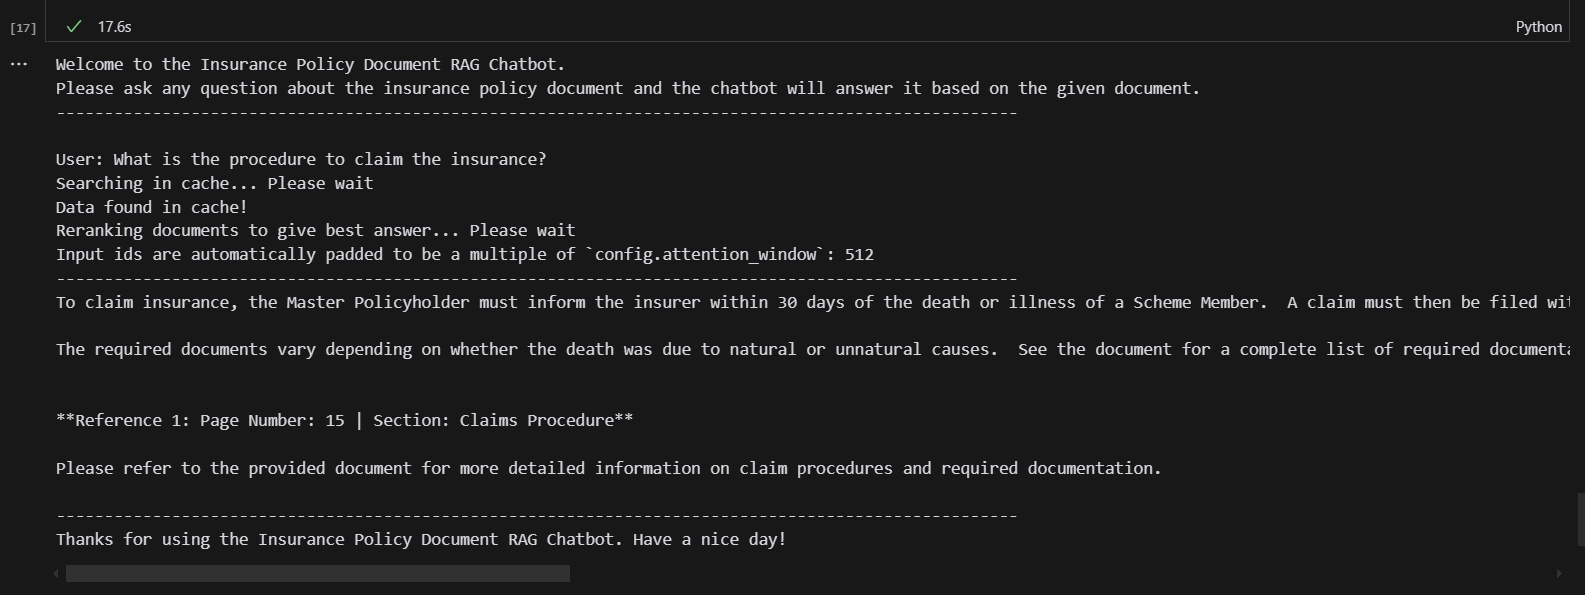 [17]
17.6s
Python
Welcome to the Insurance Policy Document RAG Chatbot.
Please ask any question about the insurance policy document and the chatbot will answer it based on the given document.
----------------------------------------------------------------------------------------------------
User: What is the procedure to claim the insurance?
Searching in cache... Please wait
Data found in cache!
Reranking documents to give best answer... Please wait
Input ids are automatically padded to be a multiple of `config.attention_window`: 512
----------------------------------------------------------------------------------------------------
To claim insurance, the Master Policyholder must inform the insurer within 30 days of the death or illness of a Scheme Member.  A claim must then be filed
The required documents vary depending on whether the death was due to natural or unnatural causes.  See the document for a complete list of required
**Reference 1: Page Number: 15 | Section: Claims Procedure**
Please refer to the provided document for more detailed information on claim procedures and required documentation.
----------------------------------------------------------------------------------------------------
Thanks for using the Insurance Policy Document RAG Chatbot. Have a nice day!